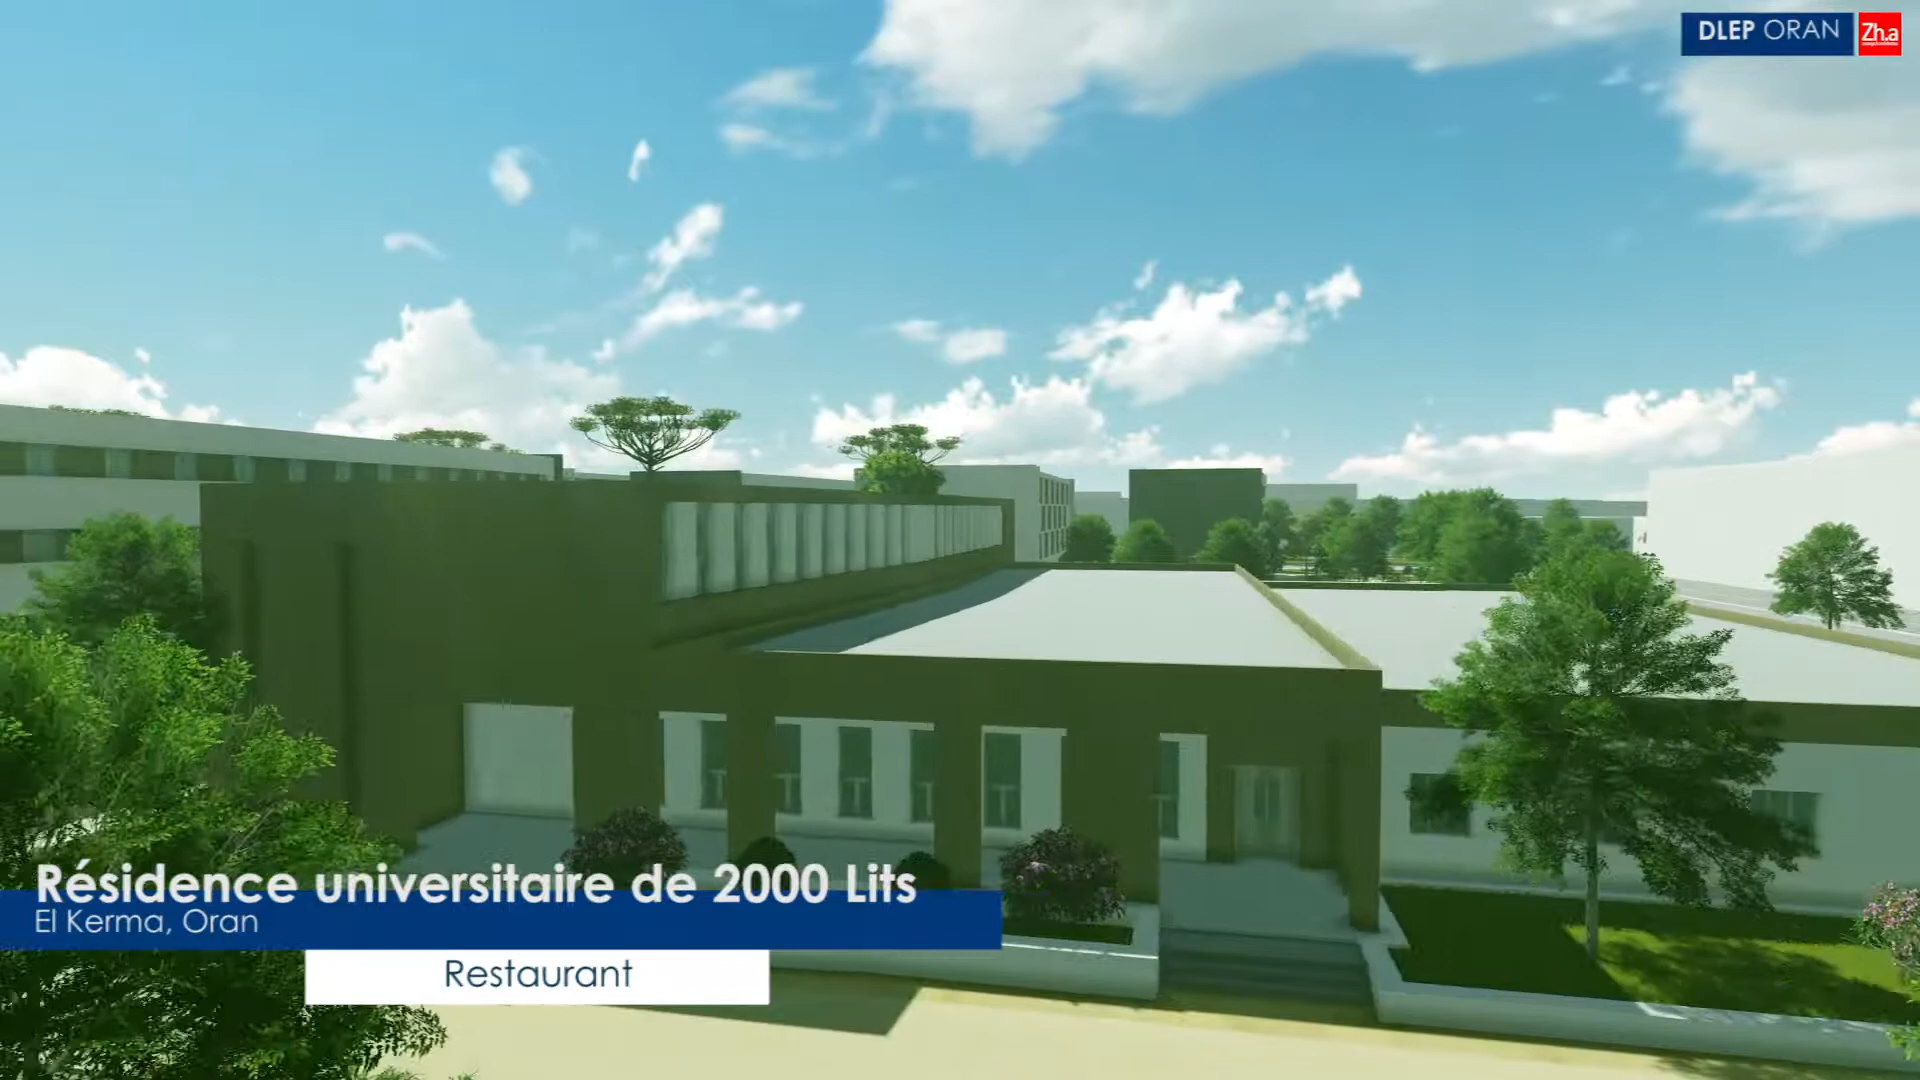 DLEP ORAN
Zh.a
Résidence universitaire de 2000 Lits
El Kerma, Oran
Restaurant